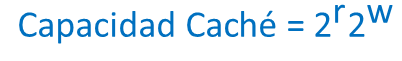 Capacidad Caché = 2^r2^w